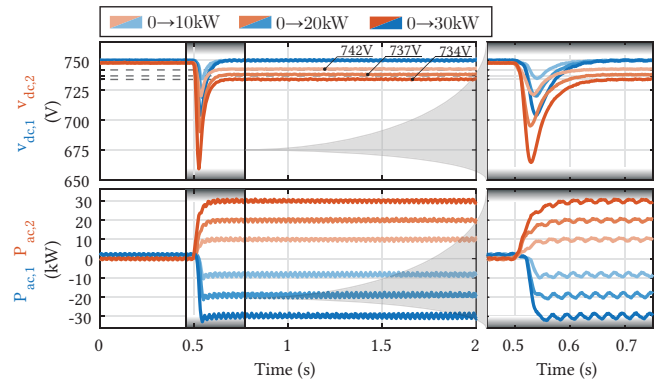 0→10kW 0→20kW 0→30kW
v_dc,1 v_dc,2
(V)
750
725
700
675
650
742V 737V 734V
P_ac,1 P_ac,2
(kW)
30
20
10
0
-10
-20
-30
0 0.5 1 1.5 2
Time (s)
0.5 0.6 0.7
Time (s)